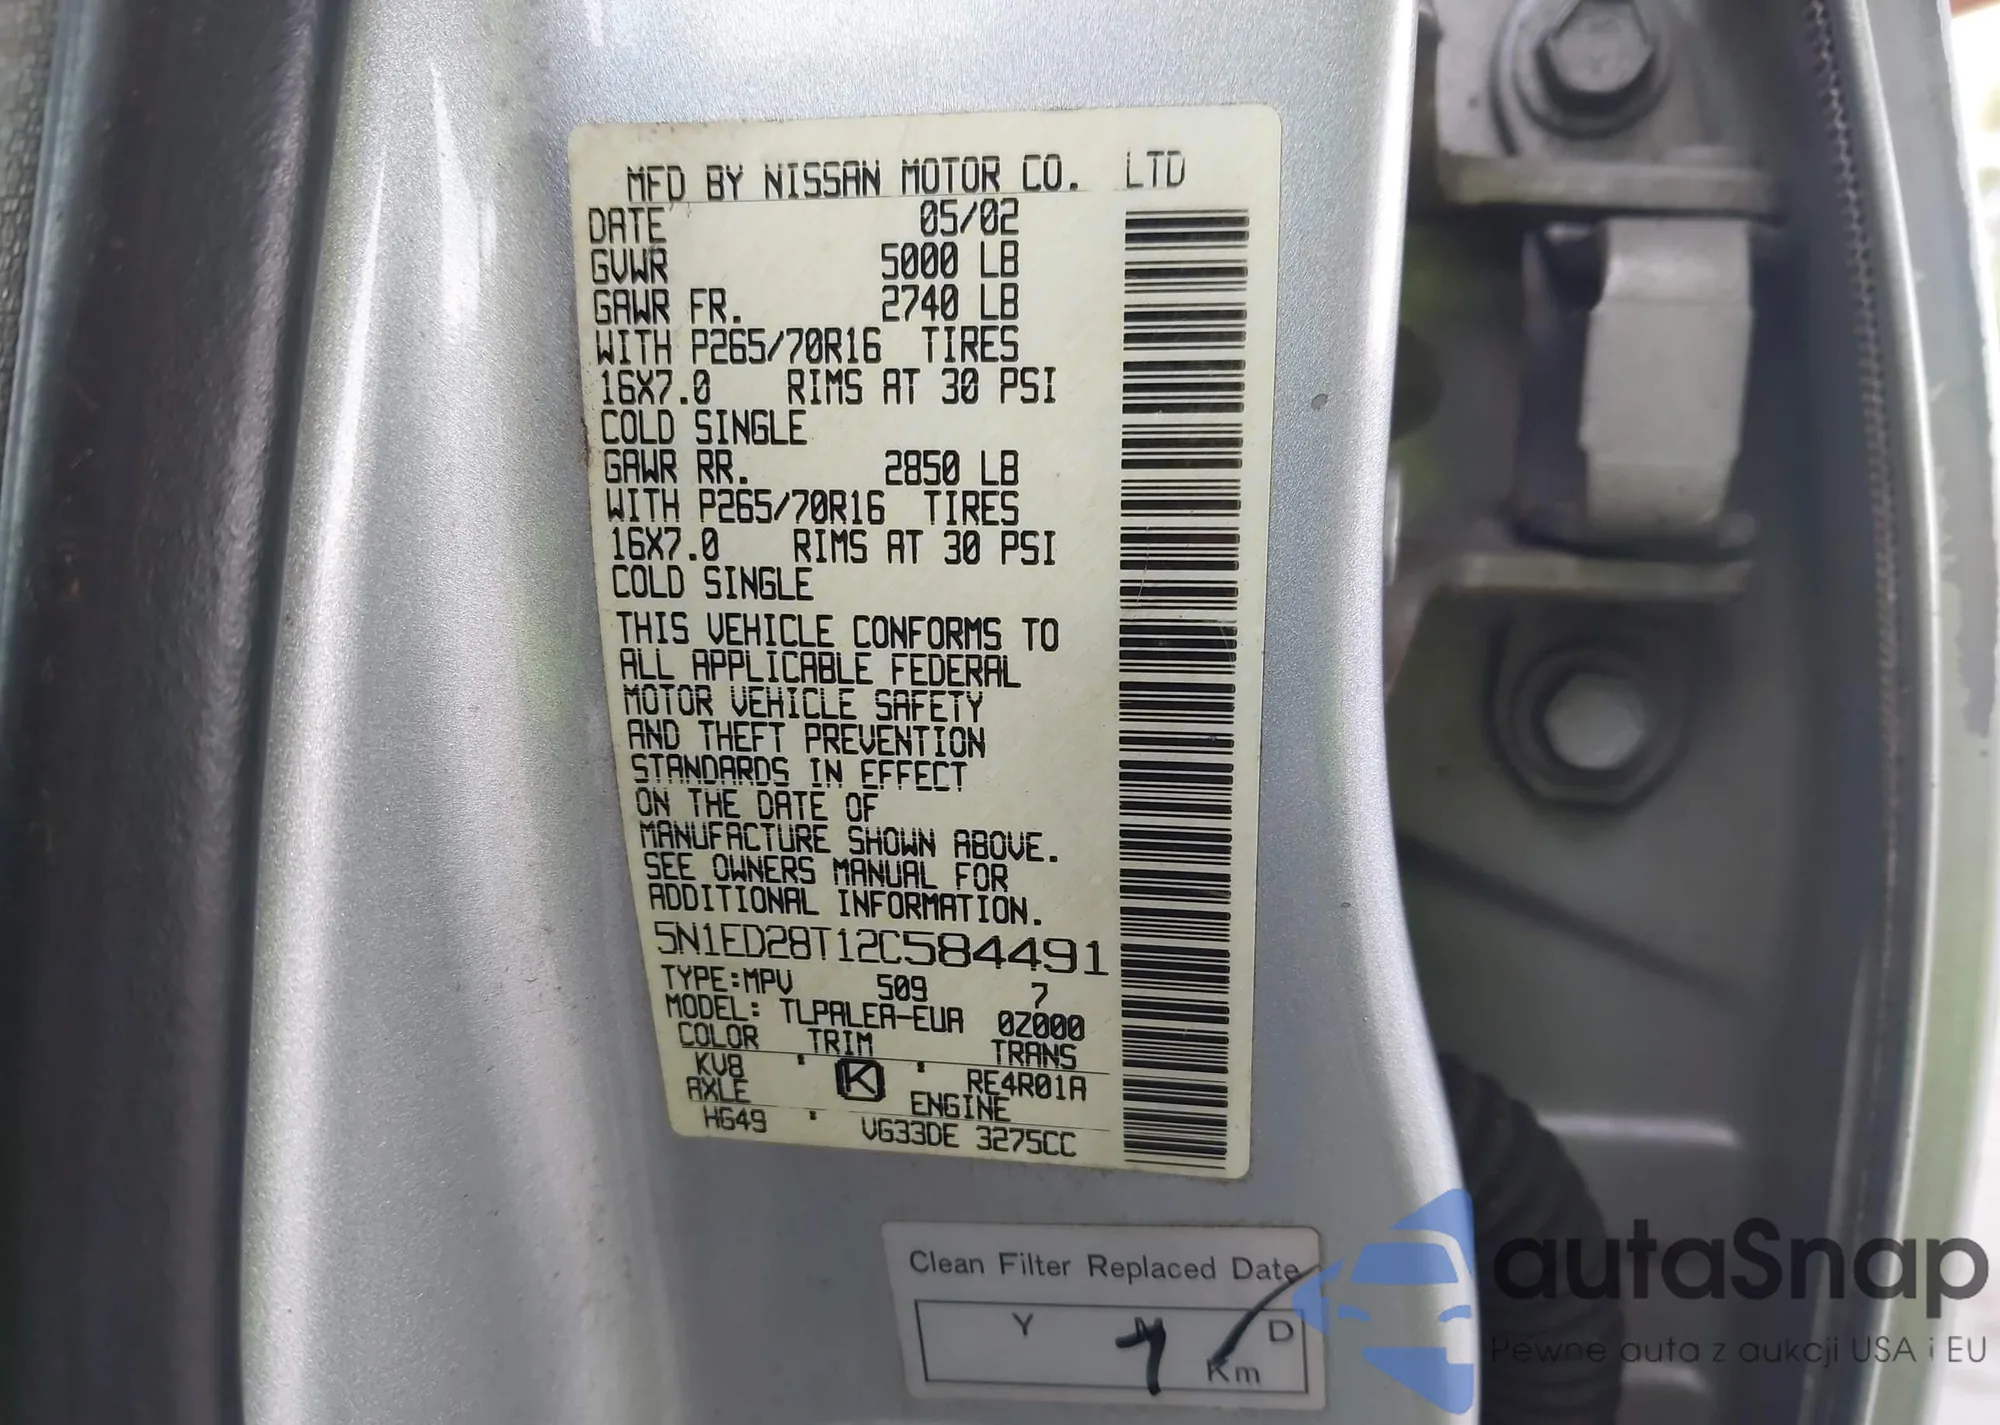 MFD BY NISSAN MOTOR CO. LTD
DATE 05/02
GVWR 5000 LB
GAWR FR. 2740 LB
WITH P265/70R16 TIRES
16X7.0 RIMS AT 30 PSI
COLD SINGLE
GAWR RR. 2850 LB
WITH P265/70R16 TIRES
16X7.0 RIMS AT 30 PSI
COLD SINGLE
THIS VEHICLE CONFORMS TO
ALL APPLICABLE FEDERAL
MOTOR VEHICLE SAFETY
AND THEFT PREVENTION
STANDARDS IN EFFECT
ON THE DATE OF
MANUFACTURE SHOWN ABOVE.
SEE OWNERS MANUAL FOR
ADDITIONAL INFORMATION.
5N1ED28T12C584491
TYPE:MPV 509 7
MODEL: TLPALEA-EUA 0Z000
COLOR TRIM TRANS
KV8 K RE4R01A
AXLE ENGINE
HG49 VG33DE 3275CC
Clean Filter Replaced Date
Y M D
Km
autaSnap
Pewne auta z aukcji USA i EU